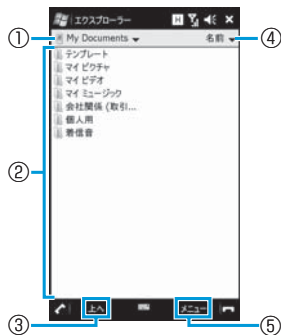 エクスプローラー H
① My Documents 名前 ④
テンプレート
マイ ピクチャ
マイ ビデオ
マイ ミュージック
会社関係 (取引...
個人用
着信音
②
上へ メニュー
③ ⑤